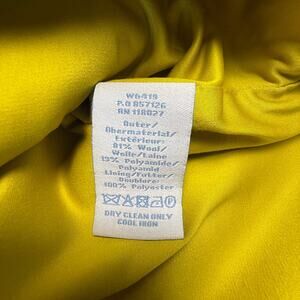 W6419
P.O 857126
RN 118027
Outer/
Obermaterial/
Extérieur:
81% Wool/
Wolle/Laine
19% Polyamide/
Polyamid
Lining/Futter/
Doublure:
100% Polyester
DRY CLEAN ONLY
COOL IRON